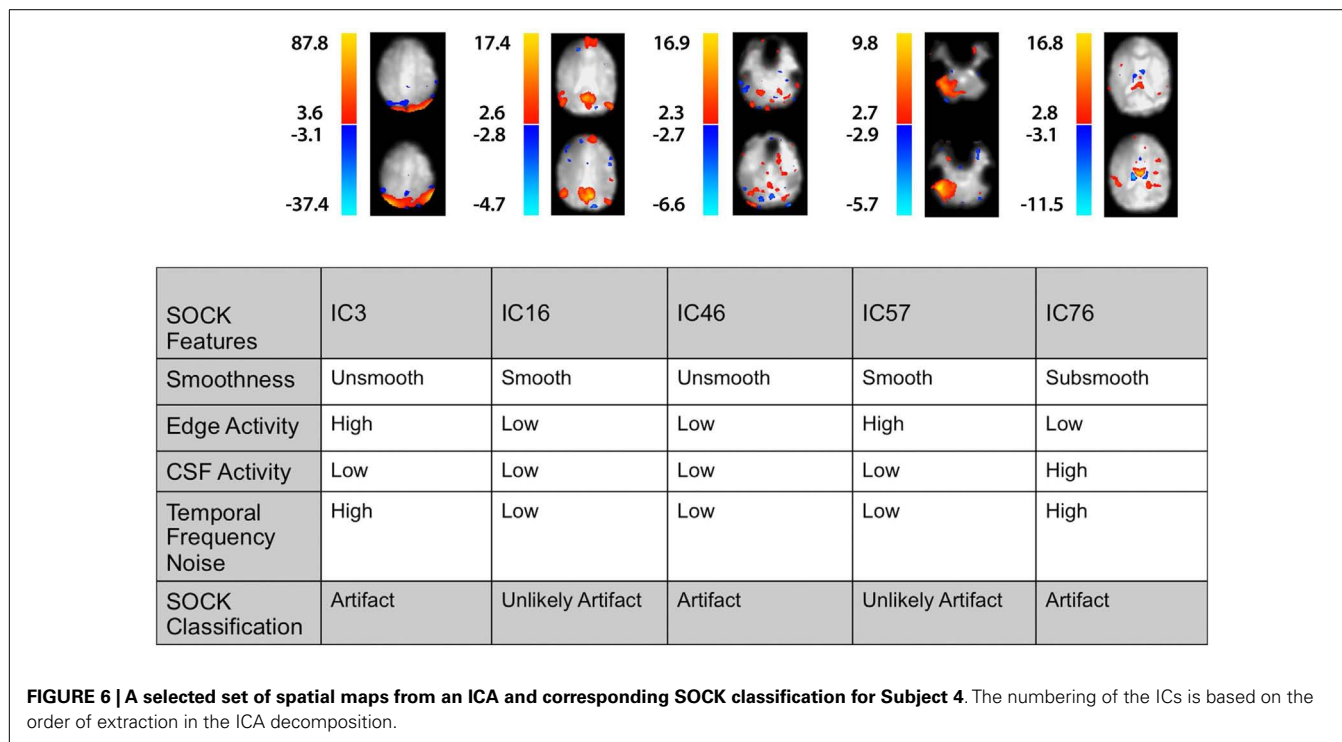 87.8
3.6
-3.1
-37.4
17.4
2.6
-2.8
-4.7
16.9
2.3
-2.7
-6.6
9.8
2.7
-2.9
-5.7
16.8
2.8
-3.1
-11.5
SOCK
Features
IC3
IC16
IC46
IC57
IC76
Smoothness
Unsmooth
Smooth
Unsmooth
Smooth
Subsmooth
Edge Activity
High
Low
Low
High
Low
CSF Activity
Low
Low
Low
Low
High
Temporal
Frequency
Noise
High
Low
Low
Low
High
SOCK
Classification
Artifact
Unlikely Artifact
Artifact
Unlikely Artifact
Artifact
FIGURE 6 | A selected set of spatial maps from an ICA and corresponding SOCK classification for Subject 4. The numbering of the ICs is based on the
order of extraction in the ICA decomposition.